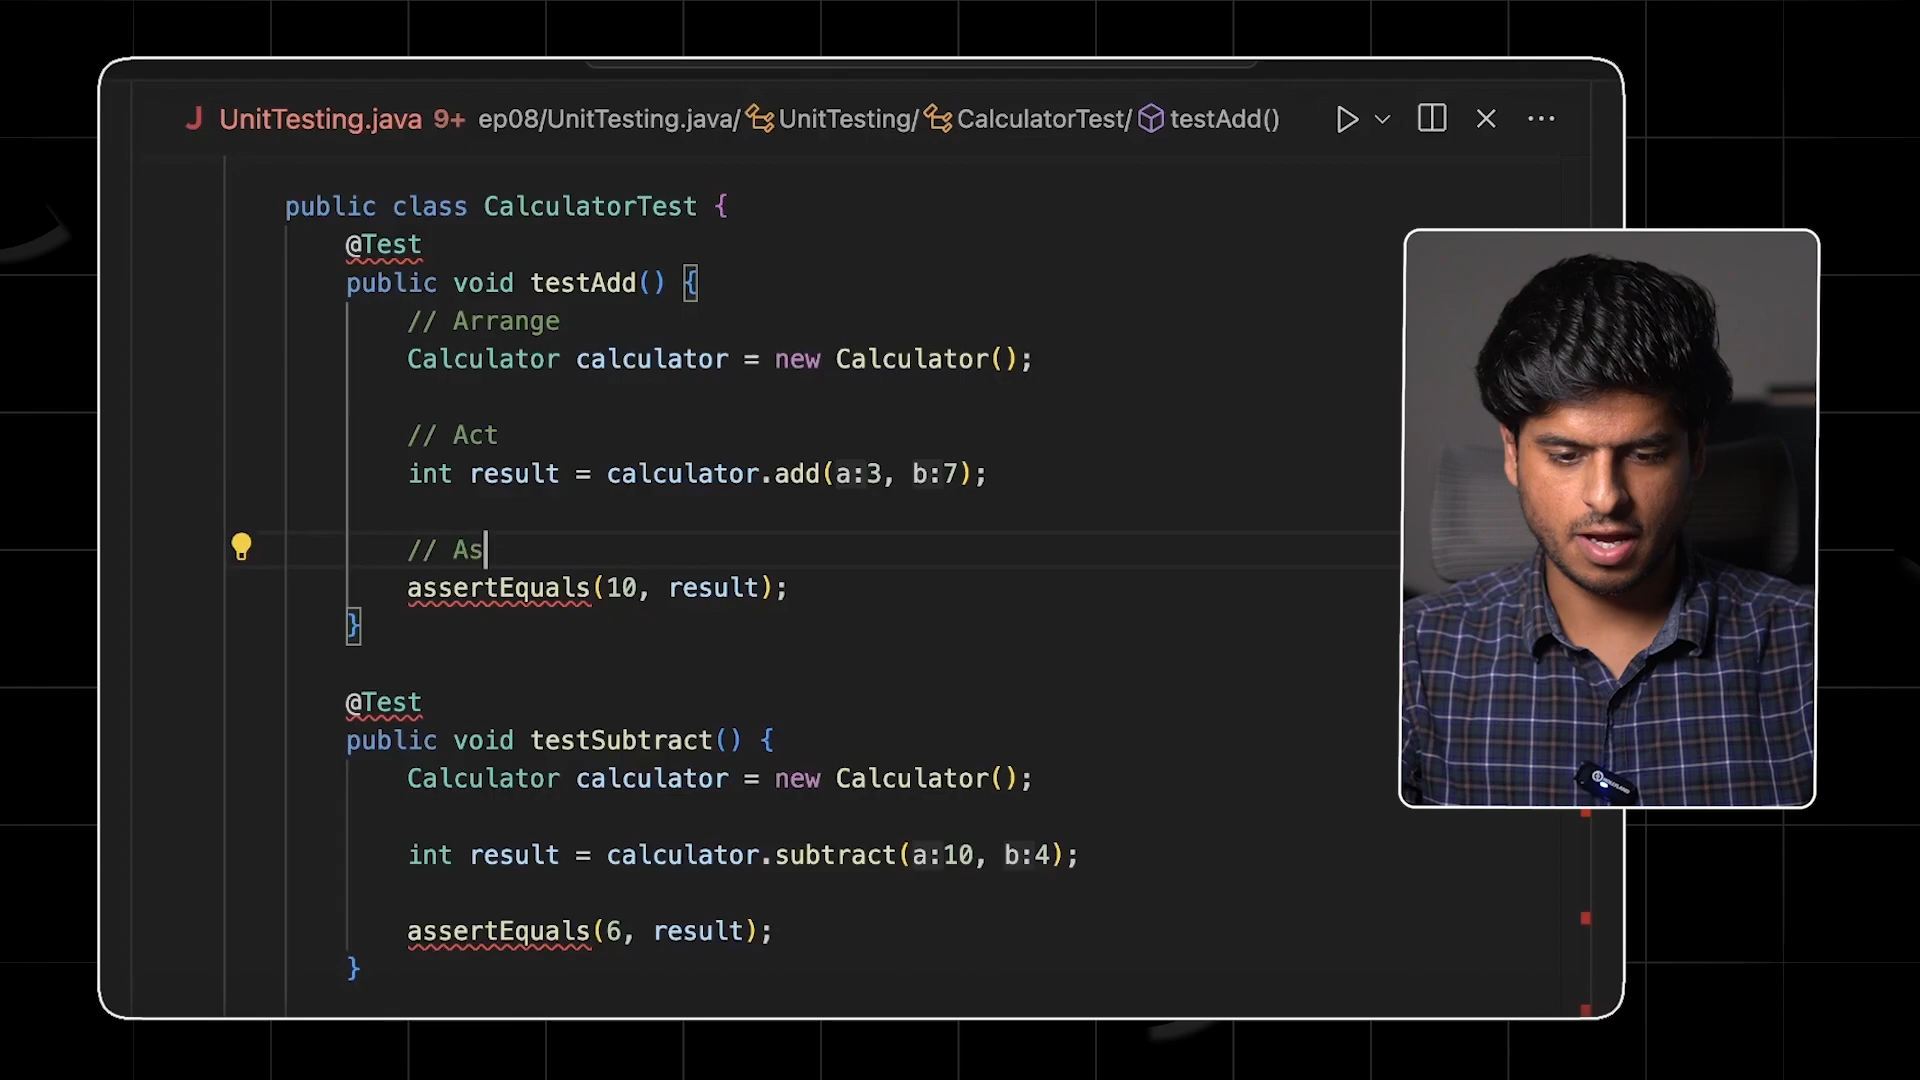 J UnitTesting.java 9+ ep08/UnitTesting.java/ UnitTesting/ CalculatorTest/ testAdd()
public class CalculatorTest {
@Test
public void testAdd() {
// Arrange
Calculator calculator = new Calculator();
// Act
int result = calculator.add(a:3, b:7);
// As
assertEquals(10, result);
}
@Test
public void testSubtract() {
Calculator calculator = new Calculator();
int result = calculator.subtract(a:10, b:4);
assertEquals(6, result);
}